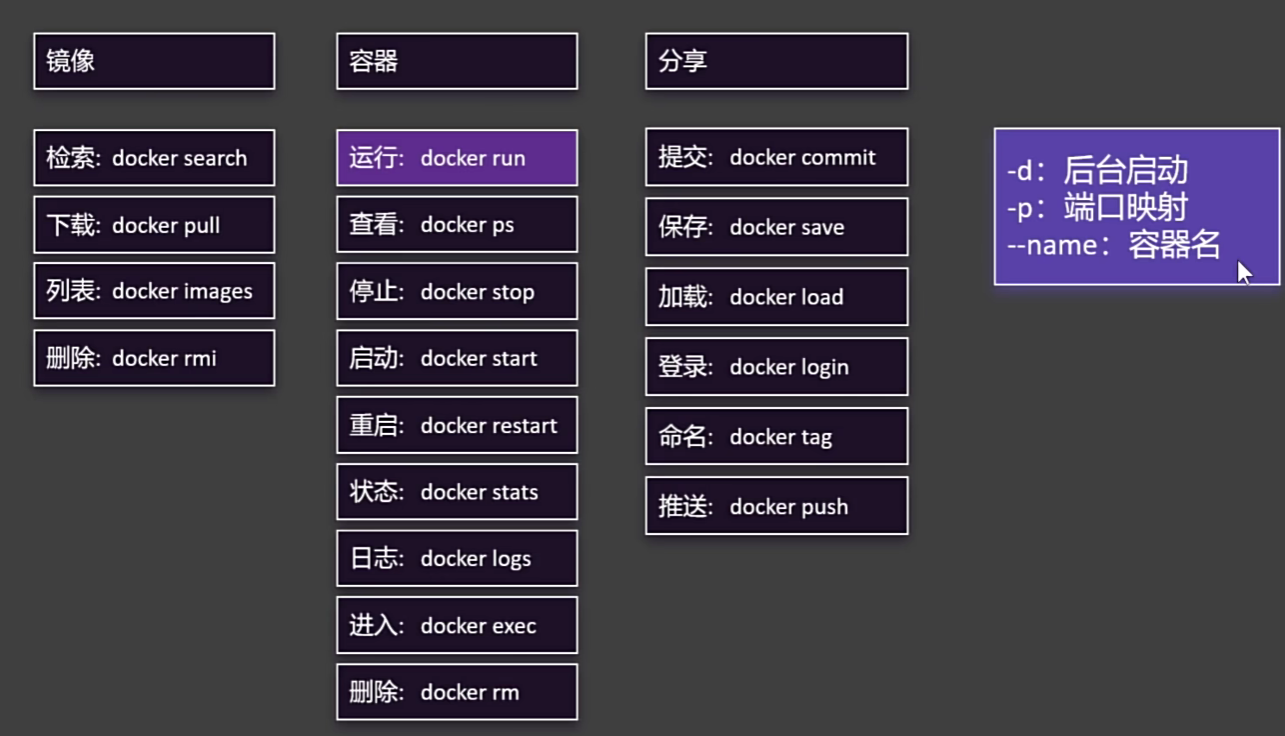 镜像
检索: docker search
下载: docker pull
列表: docker images
删除: docker rmi
容器
运行: docker run
查看: docker ps
停止: docker stop
启动: docker start
重启: docker restart
状态: docker stats
日志: docker logs
进入: docker exec
删除: docker rm
分享
提交: docker commit
保存: docker save
加载: docker load
登录: docker login
命名: docker tag
推送: docker push
-d：后台启动
-p：端口映射
--name：容器名